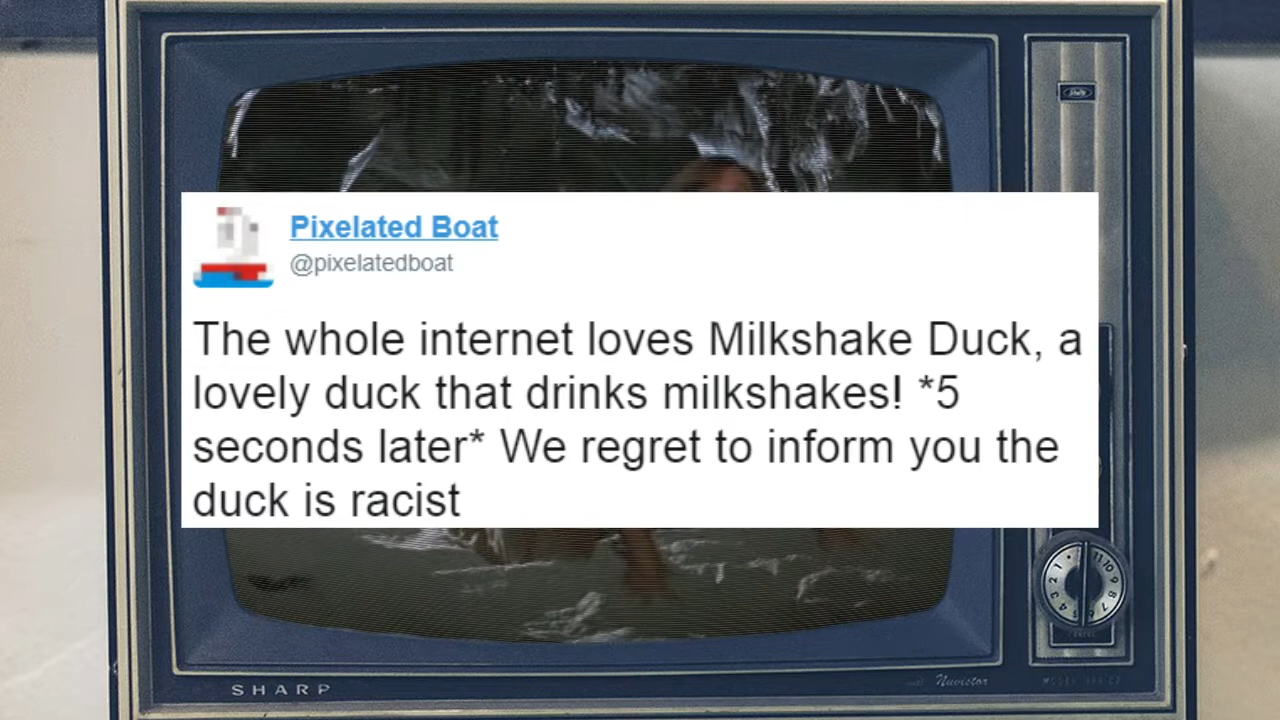 Pixelated Boat
@pixelatedboat
The whole internet loves Milkshake Duck, a
lovely duck that drinks milkshakes! *5
seconds later* We regret to inform you the
duck is racist
SHARP
Nuvistor